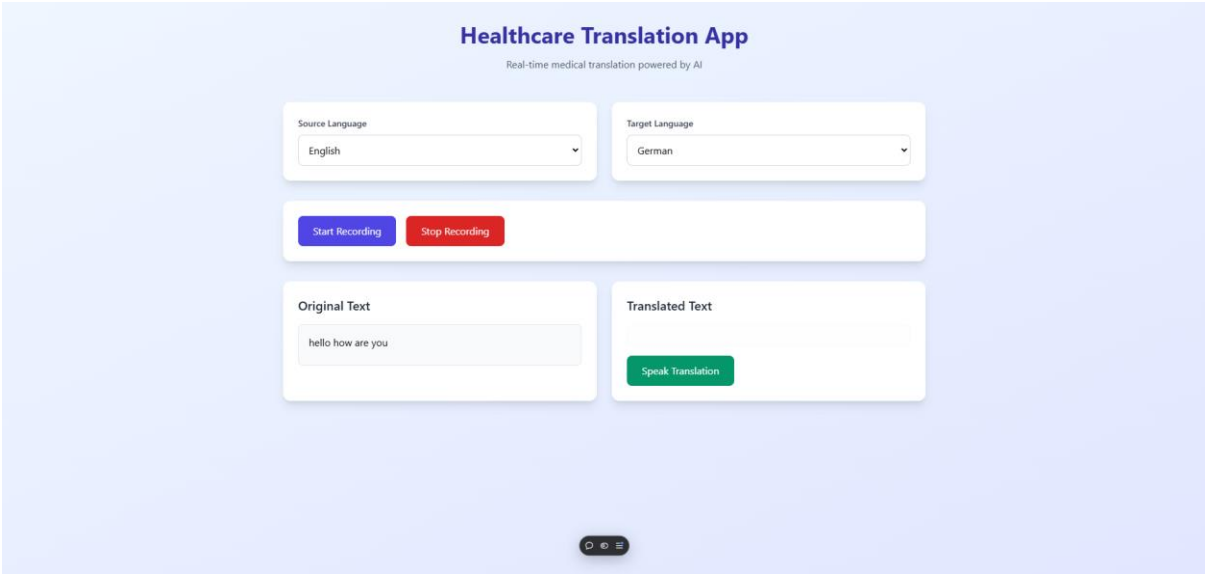 Healthcare Translation App
Real-time medical translation powered by AI
Source Language
English
Target Language
German
Start Recording
Stop Recording
Original Text
hello how are you
Translated Text
Speak Translation